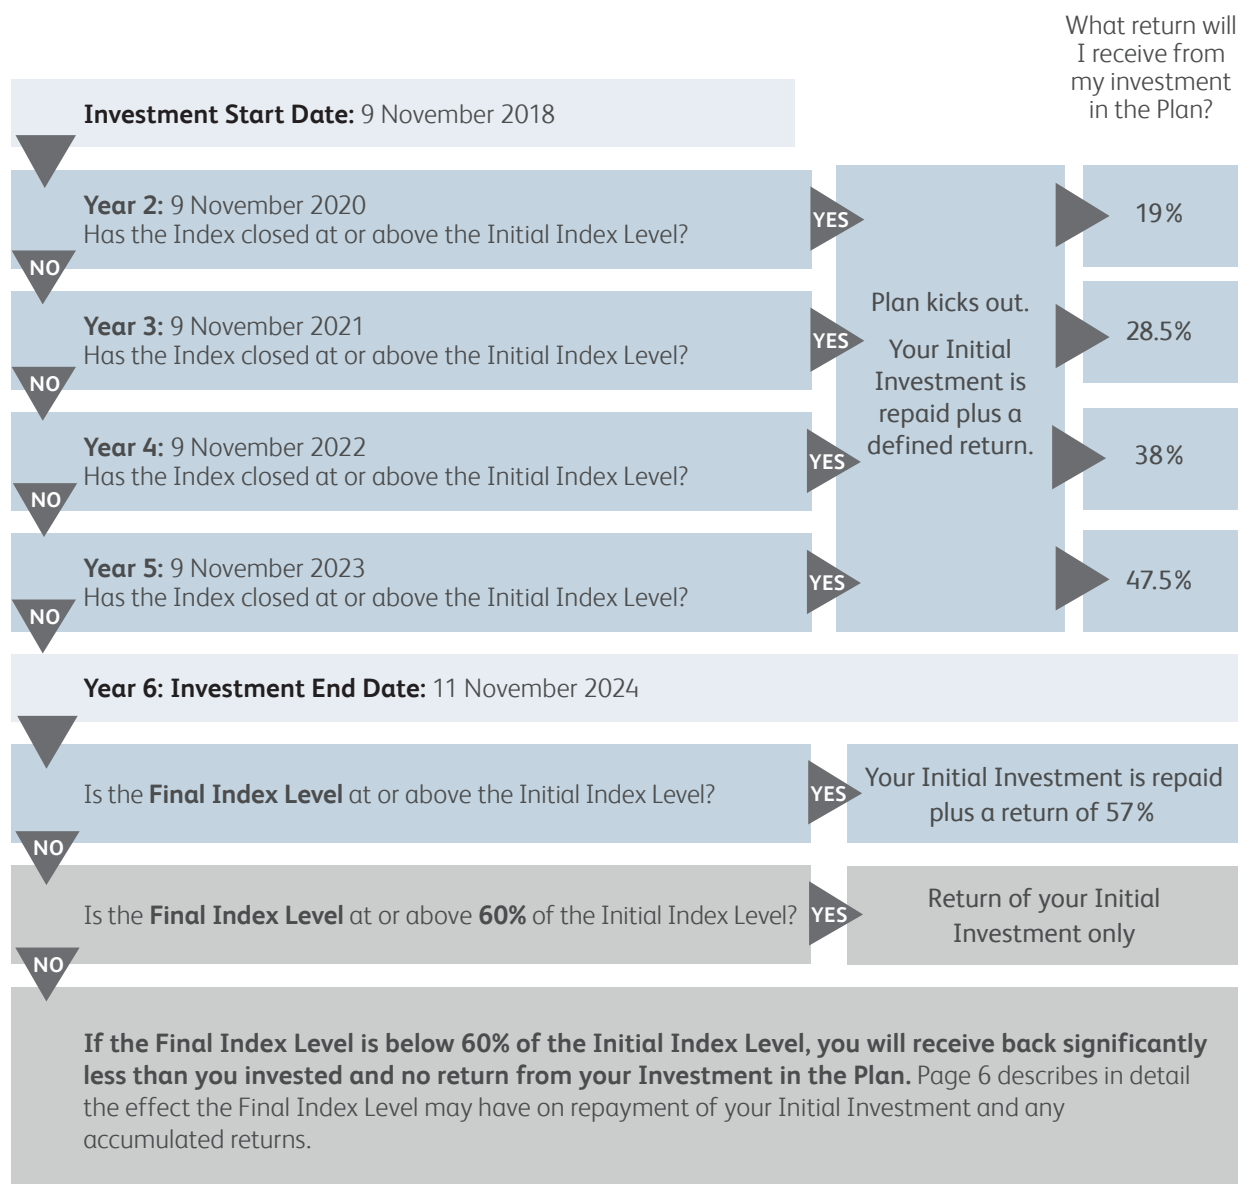 What return will
I receive from
my investment
in the Plan?
Investment Start Date: 9 November 2018
Year 2: 9 November 2020
Has the Index closed at or above the Initial Index Level?
YES
19%
NO
Year 3: 9 November 2021
Has the Index closed at or above the Initial Index Level?
YES
Plan kicks out.
Your Initial
Investment is
repaid plus a
defined return.
28.5%
NO
Year 4: 9 November 2022
Has the Index closed at or above the Initial Index Level?
YES
38%
NO
Year 5: 9 November 2023
Has the Index closed at or above the Initial Index Level?
YES
47.5%
NO
Year 6: Investment End Date: 11 November 2024
Is the Final Index Level at or above the Initial Index Level?
YES
Your Initial Investment is repaid
plus a return of 57%
NO
Is the Final Index Level at or above 60% of the Initial Index Level?
YES
Return of your Initial
Investment only
NO
If the Final Index Level is below 60% of the Initial Index Level, you will receive back significantly
less than you invested and no return from your Investment in the Plan. Page 6 describes in detail
the effect the Final Index Level may have on repayment of your Initial Investment and any
accumulated returns.